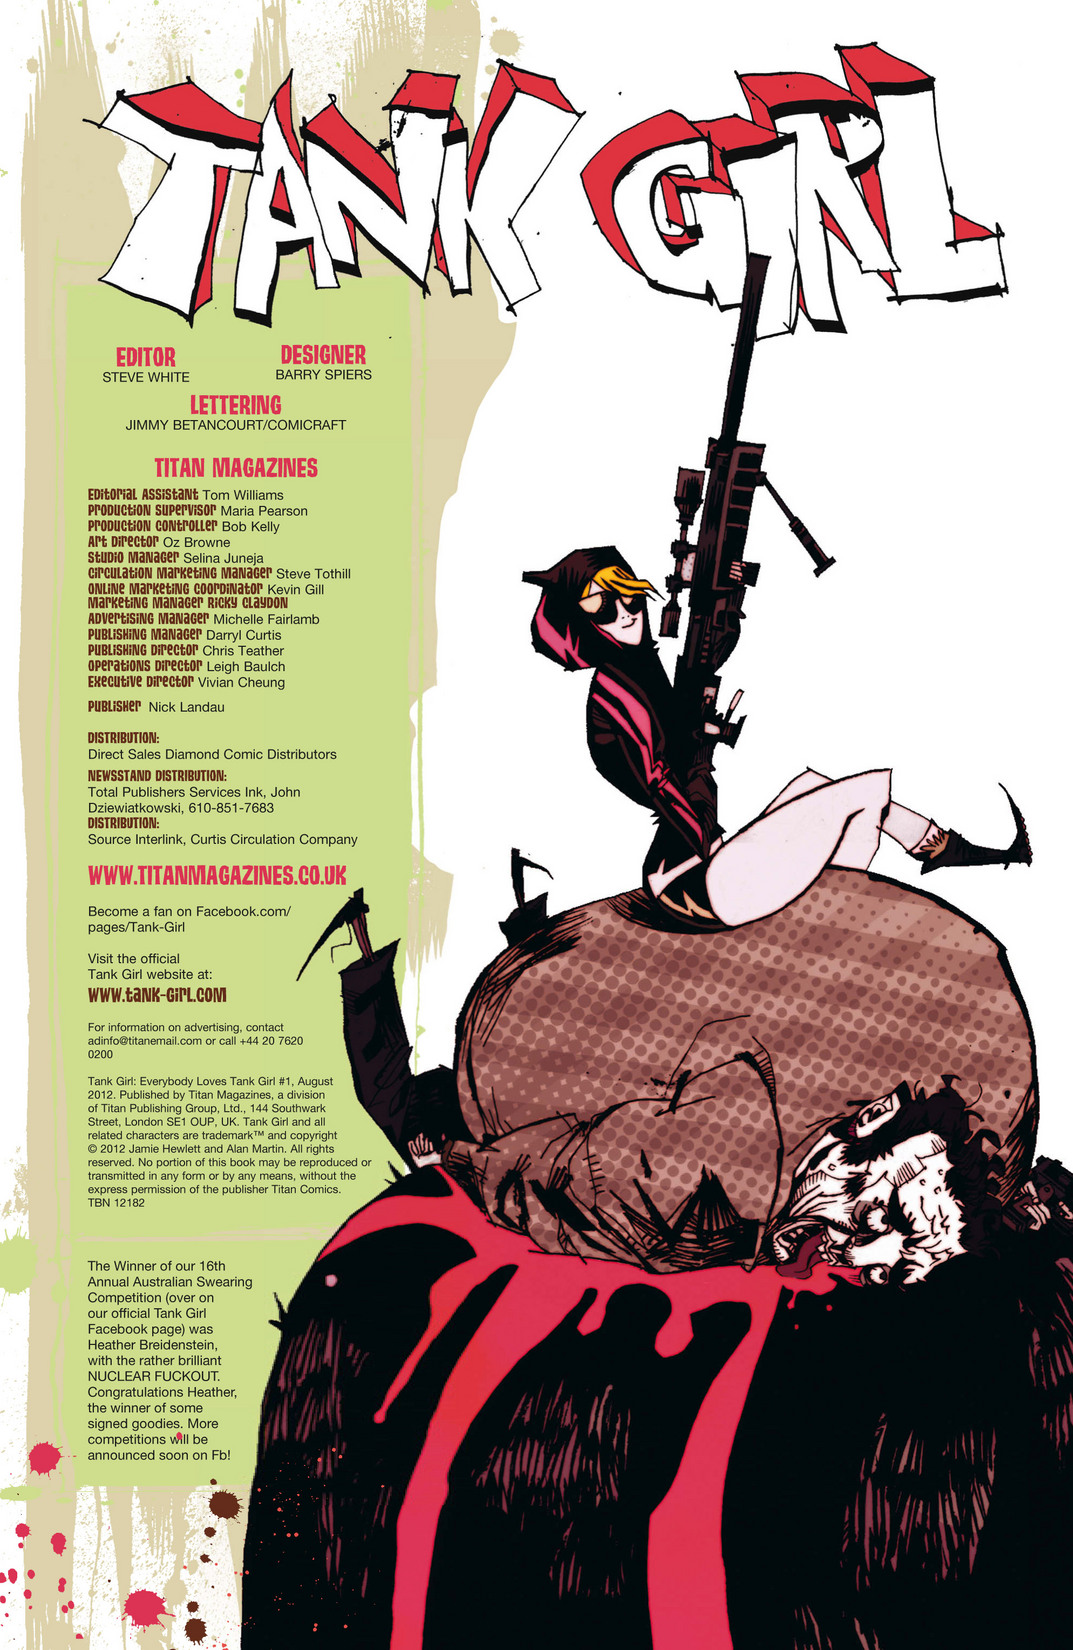 TANK GIRL
EDITOR
STEVE WHITE
DESIGNER
BARRY SPIERS
LETTERING
JIMMY BETANCOURT/COMICRAFT
TITAN MAGAZINES
EDITORIAL ASSISTANT Tom Williams
PRODUCTION SUPERVISOR Maria Pearson
PRODUCTION CONTROLLER Bob Kelly
ART DIRECTOR Oz Browne
STUDIO MANAGER Selina Juneja
CIRCULATION MARKETING MANAGER Steve Tothill
ONLINE MARKETING COORDINATOR Kevin Gill
MARKETING MANAGER RICKY CLAYDON
ADVERTISING MANAGER Michelle Fairlamb
PUBLISHING MANAGER Darryl Curtis
PUBLISHING DIRECTOR Chris Teather
OPERATIONS DIRECTOR Leigh Baulch
EXECUTIVE DIRECTOR Vivian Cheung
PUBLISHER Nick Landau
DISTRIBUTION:
Direct Sales Diamond Comic Distributors
NEWSSTAND DISTRIBUTION:
Total Publishers Services Ink, John
Dziewiatkowski, 610-851-7683
DISTRIBUTION:
Source Interlink, Curtis Circulation Company
WWW.TITANMAGAZINES.CO.UK
Become a fan on Facebook.com/
pages/Tank-Girl
Visit the official
Tank Girl website at:
WWW.TANK-GIRL.COM
For information on advertising, contact
adinfo@titanemail.com or call +44 20 7620
0200
Tank Girl: Everybody Loves Tank Girl #1, August
2012. Published by Titan Magazines, a division
of Titan Publishing Group, Ltd., 144 Southwark
Street, London SE1 OUP, UK. Tank Girl and all
related characters are trademark™ and copyright
© 2012 Jamie Hewlett and Alan Martin. All rights
reserved. No portion of this book may be reproduced or
transmitted in any form or by any means, without the
express permission of the publisher Titan Comics.
TBN 12182
The Winner of our 16th
Annual Australian Swearing
Competition (over on
our official Tank Girl
Facebook page) was
Heather Breidenstein,
with the rather brilliant
NUCLEAR FUCKOUT.
Congratulations Heather,
the winner of some
signed goodies. More
competitions will be
announced soon on Fb!